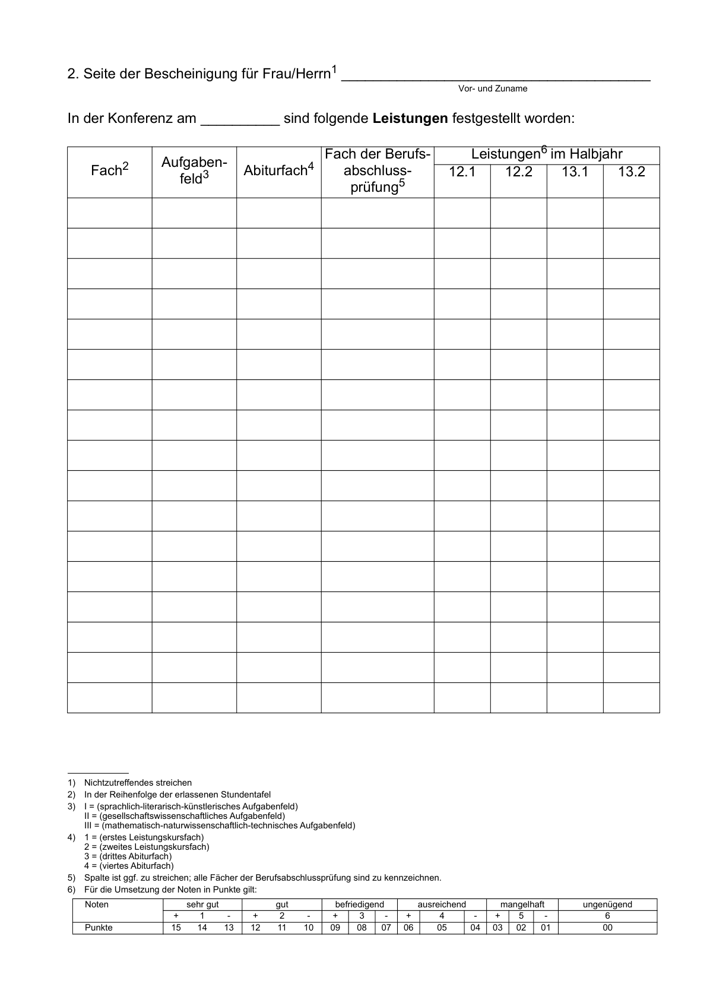 2. Seite der Bescheinigung für Frau/Herrn1 _______________________________________
Vor- und Zuname
In der Konferenz am __________ sind folgende Leistungen festgestellt worden:
Fach2 Aufgaben-feld3 Abiturfach4 Fach der Berufs-abschluss-prüfung5 Leistungen6 im Halbjahr
12.1 12.2 13.1 13.2
1) Nichtzutreffendes streichen
2) In der Reihenfolge der erlassenen Stundentafel
3) I = (sprachlich-literarisch-künstlerisches Aufgabenfeld)
II = (gesellschaftswissenschaftliches Aufgabenfeld)
III = (mathematisch-naturwissenschaftlich-technisches Aufgabenfeld)
4) 1 = (erstes Leistungskursfach)
2 = (zweites Leistungskursfach)
3 = (drittes Abiturfach)
4 = (viertes Abiturfach)
5) Spalte ist ggf. zu streichen; alle Fächer der Berufsabschlussprüfung sind zu kennzeichnen.
6) Für die Umsetzung der Noten in Punkte gilt:
Noten sehr gut gut befriedigend ausreichend mangelhaft ungenügend
+ 1 - + 2 - + 3 - + 4 - + 5 - 6
Punkte 15 14 13 12 11 10 09 08 07 06 05 04 03 02 01 00